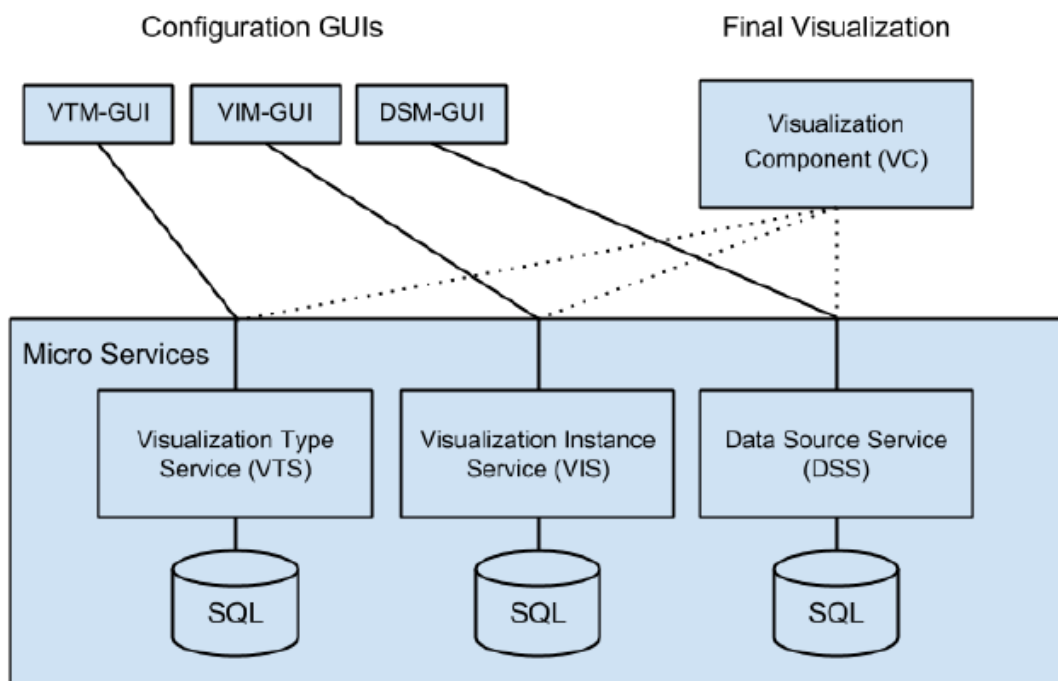 Configuration GUIs
Final Visualization
VTM-GUI
VIM-GUI
DSM-GUI
Visualization
Component (VC)
Micro Services
Visualization Type
Service (VTS)
Visualization Instance
Service (VIS)
Data Source Service
(DSS)
SQL
SQL
SQL